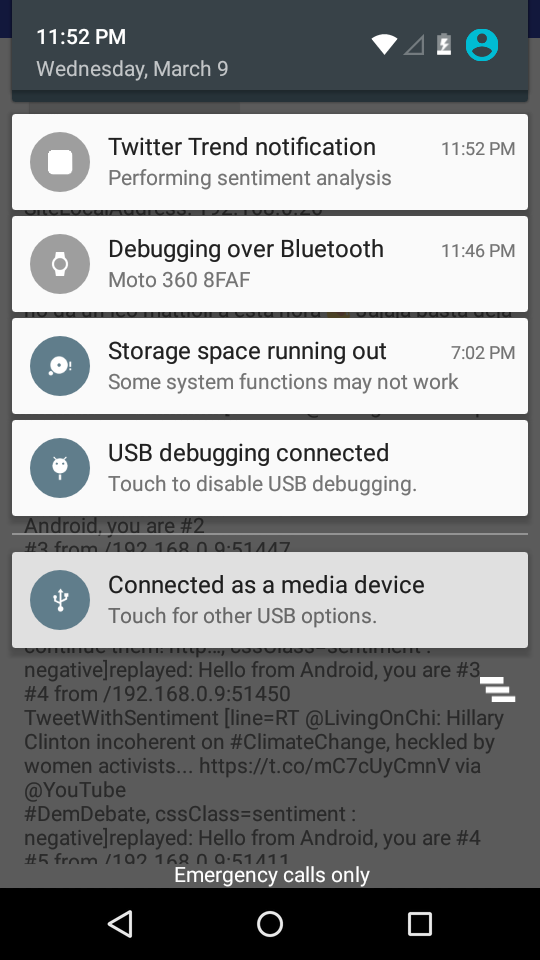 11:52 PM
Wednesday, March 9
Twitter Trend notification
11:52 PM
Performing sentiment analysis
Debugging over Bluetooth
11:46 PM
Moto 360 8FAF
Storage space running out
7:02 PM
Some system functions may not work
USB debugging connected
Touch to disable USB debugging.
Android, you are #2
#3 from /192.168.0.9:51447
Connected as a media device
Touch for other USB options.
continue them! http..., cssClass=sentiment :
negative]replayed: Hello from Android, you are #3
#4 from /192.168.0.9:51450
TweetWithSentiment [line=RT @LivingOnChi: Hillary
Clinton incoherent on #ClimateChange, heckled by
women activists... https://t.co/mC7cUyCmnV via
@YouTube
#DemDebate, cssClass=sentiment :
negative]replayed: Hello from Android, you are #4
#5 from /192.168.0.9:51411
Emergency calls only